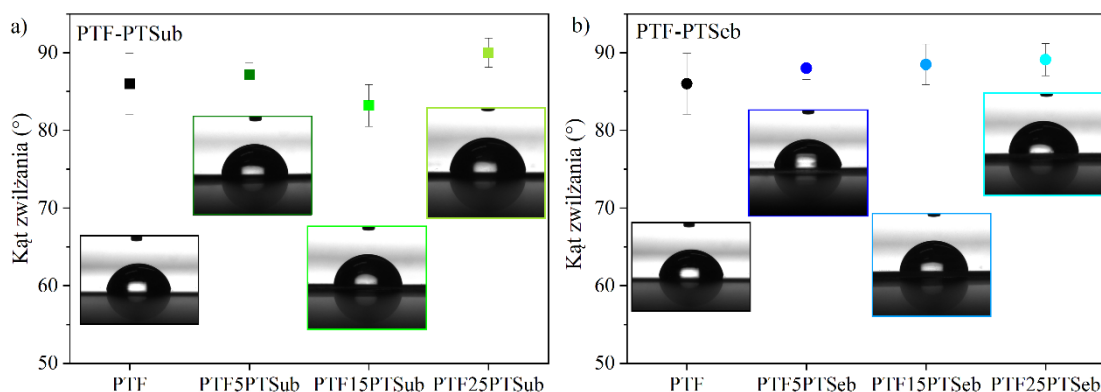 a)
PTF-PTSub
Kąt zwilżania (°)
90
80
70
60
50
PTF
PTF5PTSub
PTF15PTSub
PTF25PTSub
b)
PTF-PTSeb
Kąt zwilżania (°)
90
80
70
60
50
PTF
PTF5PTSeb
PTF15PTSeb
PTF25PTSeb